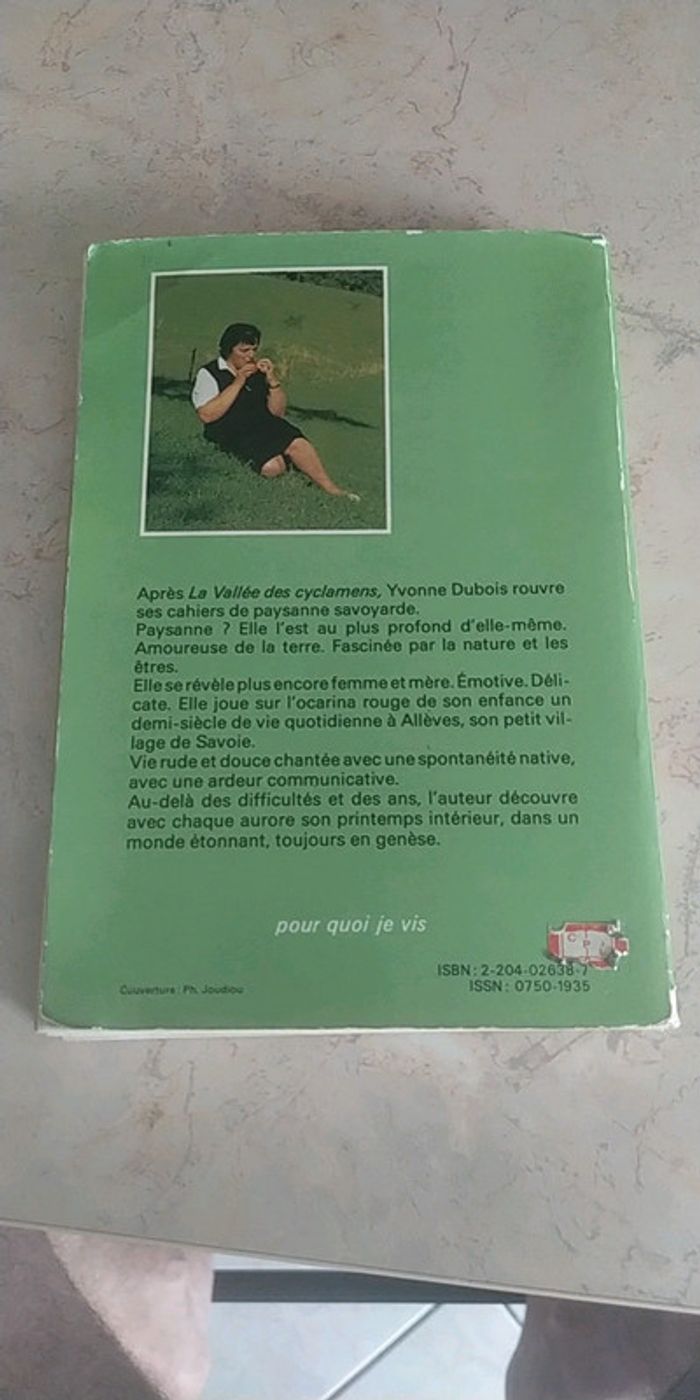 Après La Vallée des cyclamens, Yvonne Dubois rouvre
ses cahiers de paysanne savoyarde.
Paysanne ? Elle l'est au plus profond d'elle-même.
Amoureuse de la terre. Fascinée par la nature et les
êtres.
Elle se révèle plus encore femme et mère. Émotive. Déli-
cate. Elle joue sur l'ocarina rouge de son enfance un
demi-siècle de vie quotidienne à Allèves, son petit vil-
lage de Savoie.
Vie rude et douce chantée avec une spontanéité native,
avec une ardeur communicative.
Au-delà des difficultés et des ans, l'auteur découvre
avec chaque aurore son printemps intérieur, dans un
monde étonnant, toujours en genèse.
pour quoi je vis
ISBN : 2-204-02638-7
ISSN : 0750-1935
Couverture : Ph. Joudiou